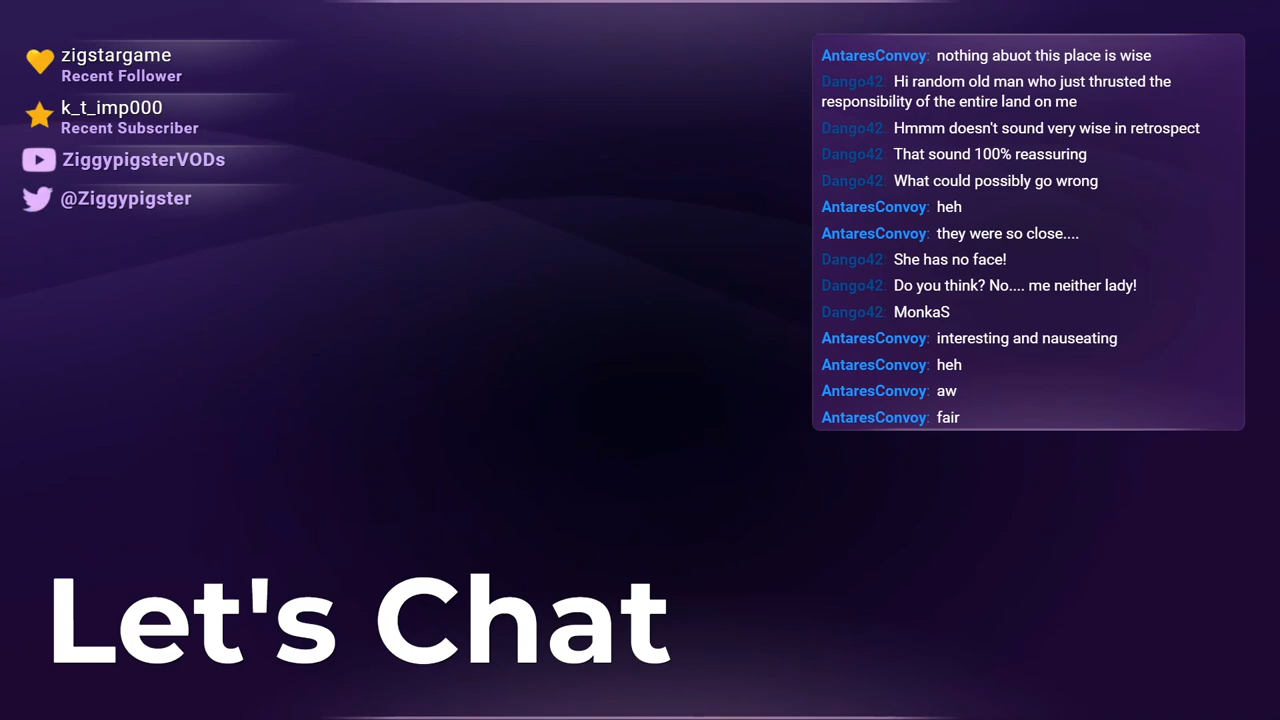 zigstargame
Recent Follower
k_t_imp000
Recent Subscriber
ZiggypigsterVODs
@Ziggypigster
AntaresConvoy: nothing abuot this place is wise
Dango42: Hi random old man who just thrusted the
responsibility of the entire land on me
Dango42: Hmmm doesn't sound very wise in retrospect
Dango42: That sound 100% reassuring
Dango42: What could possibly go wrong
AntaresConvoy: heh
AntaresConvoy: they were so close....
Dango42: She has no face!
Dango42: Do you think? No.... me neither lady!
Dango42: MonkaS
AntaresConvoy: interesting and nauseating
AntaresConvoy: heh
AntaresConvoy: aw
AntaresConvoy: fair
Let's Chat